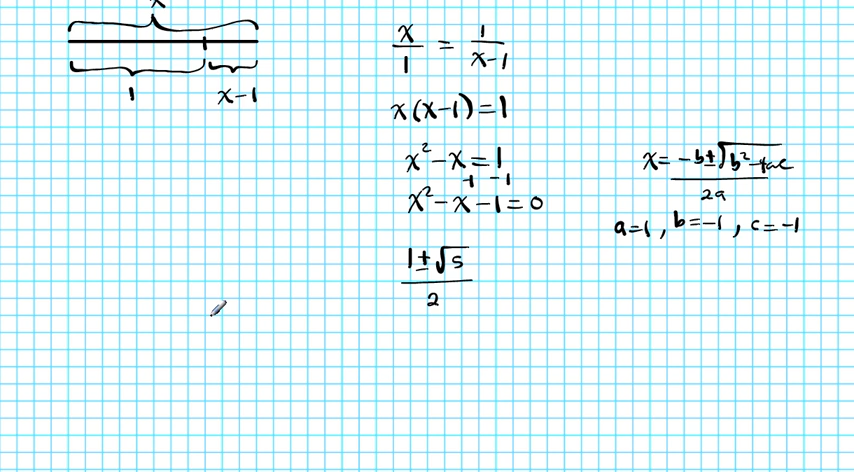 x
1
x-1
x/1 = 1/(x-1)
x(x-1)=1
x²-x=1
-1 -1
x²-x-1=0
(1±√5)/2
x=(-b±√(b²-4ac))/(2a)
a=1, b=-1, c=-1